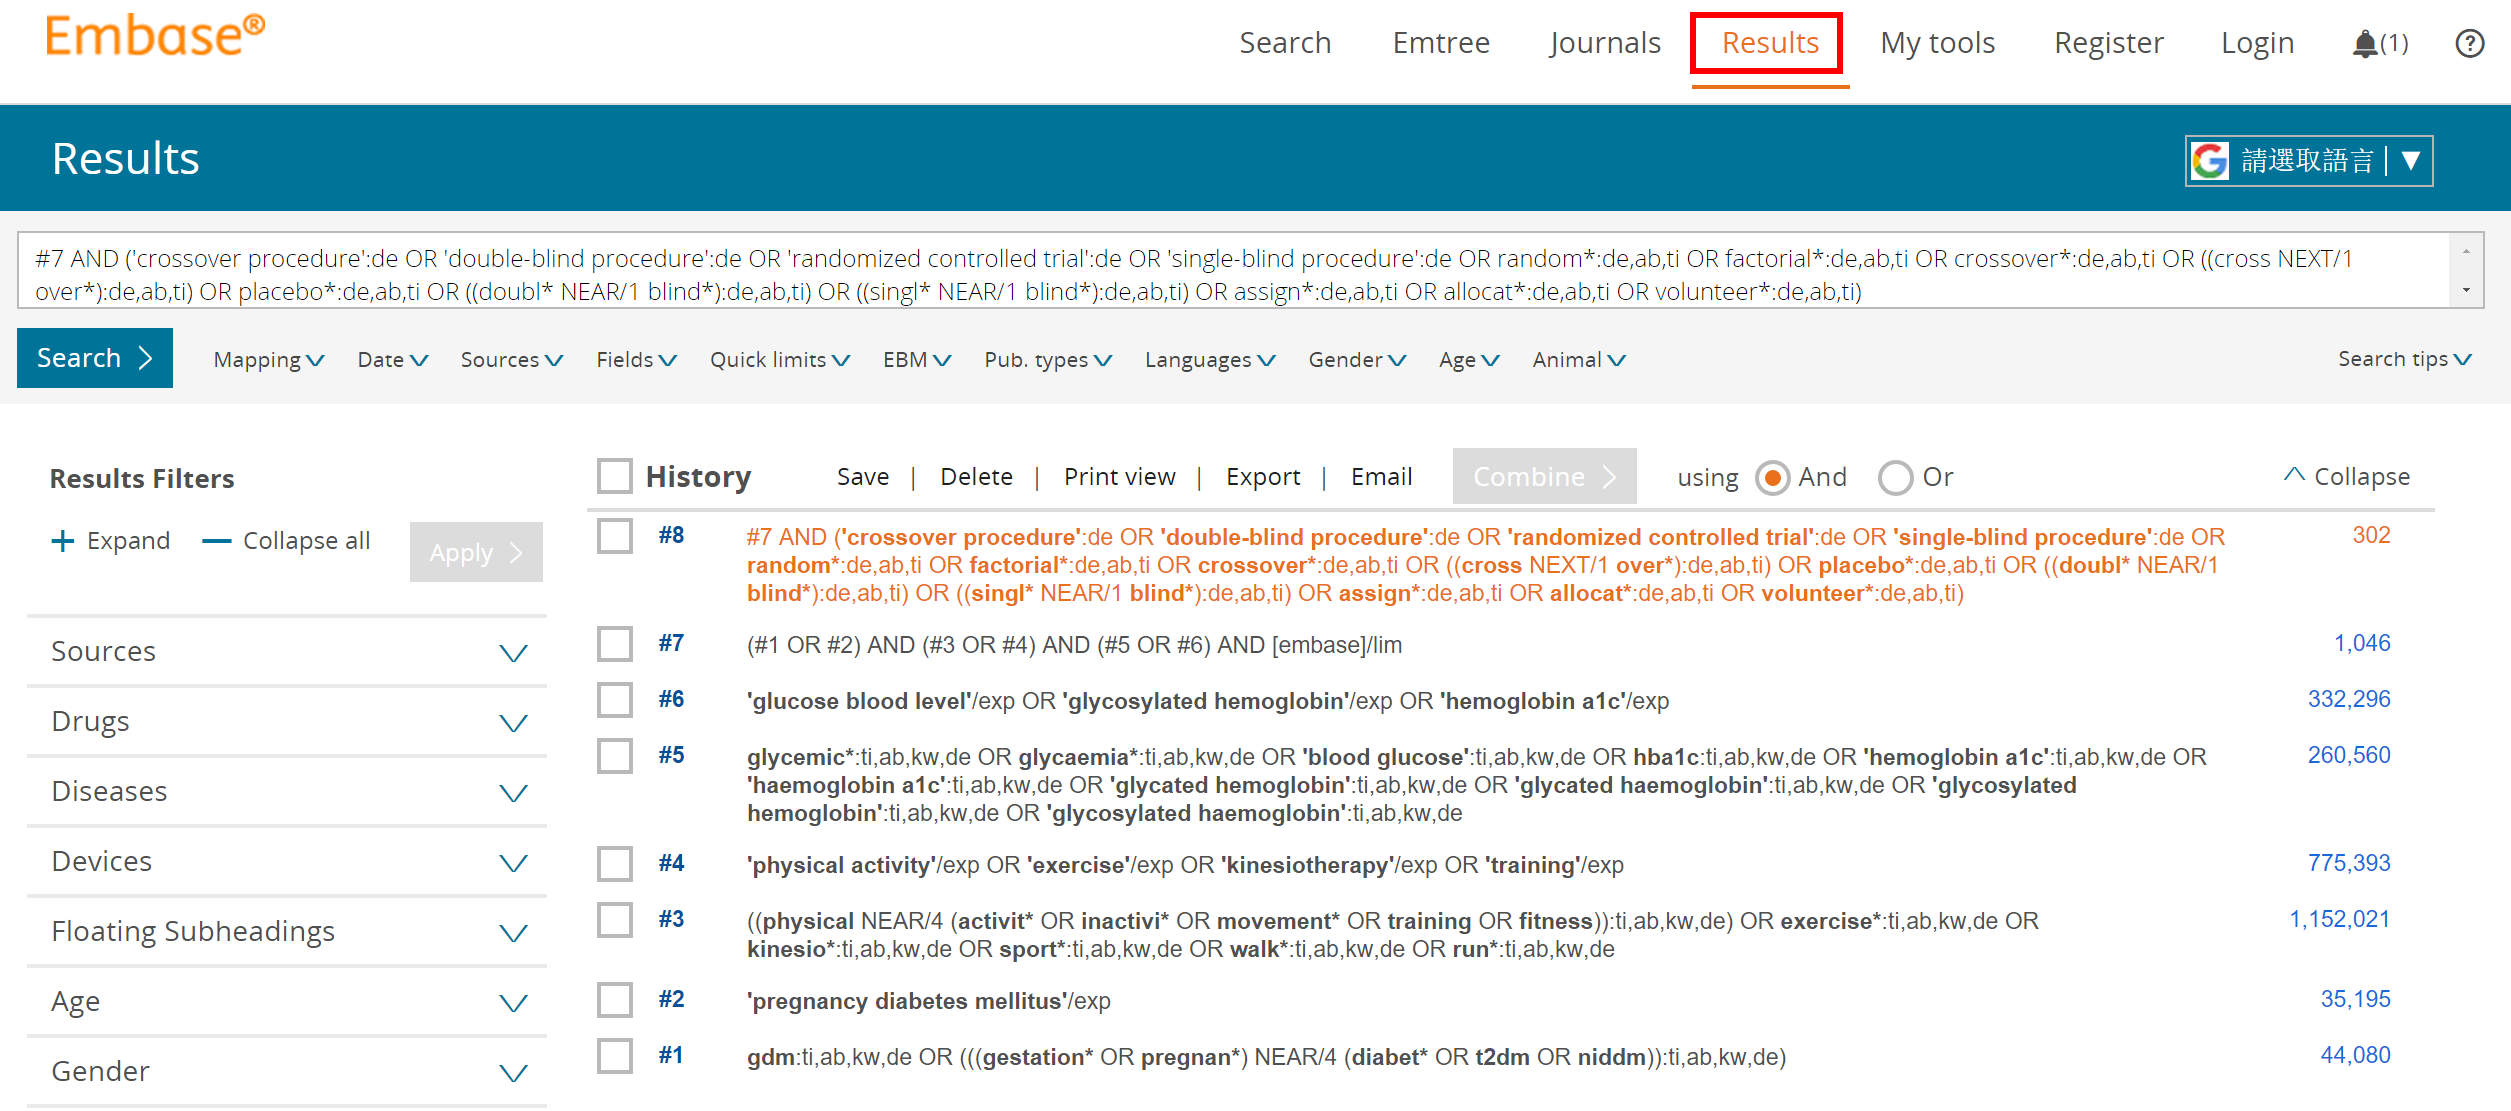 Embase®
Search Emtree Journals Results My tools Register Login (1) ?
Results
請選取語言 ▼
#7 AND ('crossover procedure':de OR 'double-blind procedure':de OR 'randomized controlled trial':de OR 'single-blind procedure':de OR random*:de,ab,ti OR factorial*:de,ab,ti OR crossover*:de,ab,ti OR ((cross NEXT/1
over*):de,ab,ti) OR placebo*:de,ab,ti OR ((doubl* NEAR/1 blind*):de,ab,ti) OR ((singl* NEAR/1 blind*):de,ab,ti) OR assign*:de,ab,ti OR allocat*:de,ab,ti OR volunteer*:de,ab,ti)
Search Mapping Date Sources Fields Quick limits EBM Pub. types Languages Gender Age Animal Search tips
Results Filters
+ Expand — Collapse all Apply
Sources
Drugs
Diseases
Devices
Floating Subheadings
Age
Gender
History Save | Delete | Print view | Export | Email Combine using And Or Collapse
#8 #7 AND ('crossover procedure':de OR 'double-blind procedure':de OR 'randomized controlled trial':de OR 'single-blind procedure':de OR 302
random*:de,ab,ti OR factorial*:de,ab,ti OR crossover*:de,ab,ti OR ((cross NEXT/1 over*):de,ab,ti) OR placebo*:de,ab,ti OR ((doubl* NEAR/1
blind*):de,ab,ti) OR ((singl* NEAR/1 blind*):de,ab,ti) OR assign*:de,ab,ti OR allocat*:de,ab,ti OR volunteer*:de,ab,ti)
#7 (#1 OR #2) AND (#3 OR #4) AND (#5 OR #6) AND [embase]/lim 1,046
#6 'glucose blood level'/exp OR 'glycosylated hemoglobin'/exp OR 'hemoglobin a1c'/exp 332,296
#5 glycemic*:ti,ab,kw,de OR glycaemia*:ti,ab,kw,de OR 'blood glucose':ti,ab,kw,de OR hba1c:ti,ab,kw,de OR 'hemoglobin a1c':ti,ab,kw,de OR 260,560
'haemoglobin a1c':ti,ab,kw,de OR 'glycated hemoglobin':ti,ab,kw,de OR 'glycated haemoglobin':ti,ab,kw,de OR 'glycosylated
hemoglobin':ti,ab,kw,de OR 'glycosylated haemoglobin':ti,ab,kw,de
#4 'physical activity'/exp OR 'exercise'/exp OR 'kinesiotherapy'/exp OR 'training'/exp 775,393
#3 ((physical NEAR/4 (activit* OR inactivi* OR movement* OR training OR fitness)):ti,ab,kw,de) OR exercise*:ti,ab,kw,de OR 1,152,021
kinesio*:ti,ab,kw,de OR sport*:ti,ab,kw,de OR walk*:ti,ab,kw,de OR run*:ti,ab,kw,de
#2 'pregnancy diabetes mellitus'/exp 35,195
#1 gdm:ti,ab,kw,de OR (((gestation* OR pregnan*) NEAR/4 (diabet* OR t2dm OR niddm)):ti,ab,kw,de) 44,080